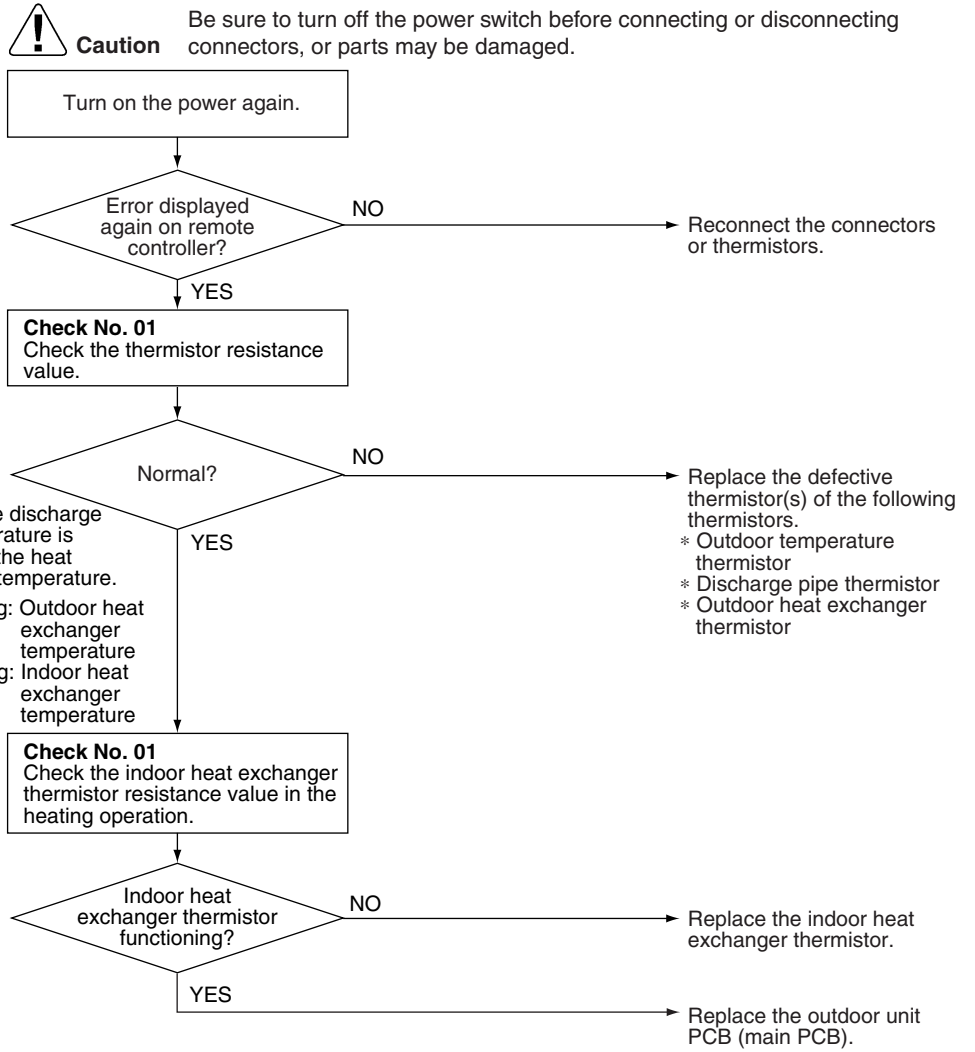 Be sure to turn off the power switch before connecting or disconnecting
Caution connectors, or parts may be damaged.
Turn on the power again.
Error displayed
again on remote
controller?
NO
Reconnect the connectors
or thermistors.
YES
Check No. 01
Check the thermistor resistance
value.
Normal?
NO
Replace the defective
thermistor(s) of the following
thermistors.
* Outdoor temperature
thermistor
* Discharge pipe thermistor
* Outdoor heat exchanger
thermistor
YES
discharge
is
the heat
temperature.
Outdoor heat
exchanger
temperature
Indoor heat
exchanger
temperature
Check No. 01
Check the indoor heat exchanger
thermistor resistance value in the
heating operation.
Indoor heat
exchanger thermistor
functioning?
NO
Replace the indoor heat
exchanger thermistor.
YES
Replace the outdoor unit
PCB (main PCB).